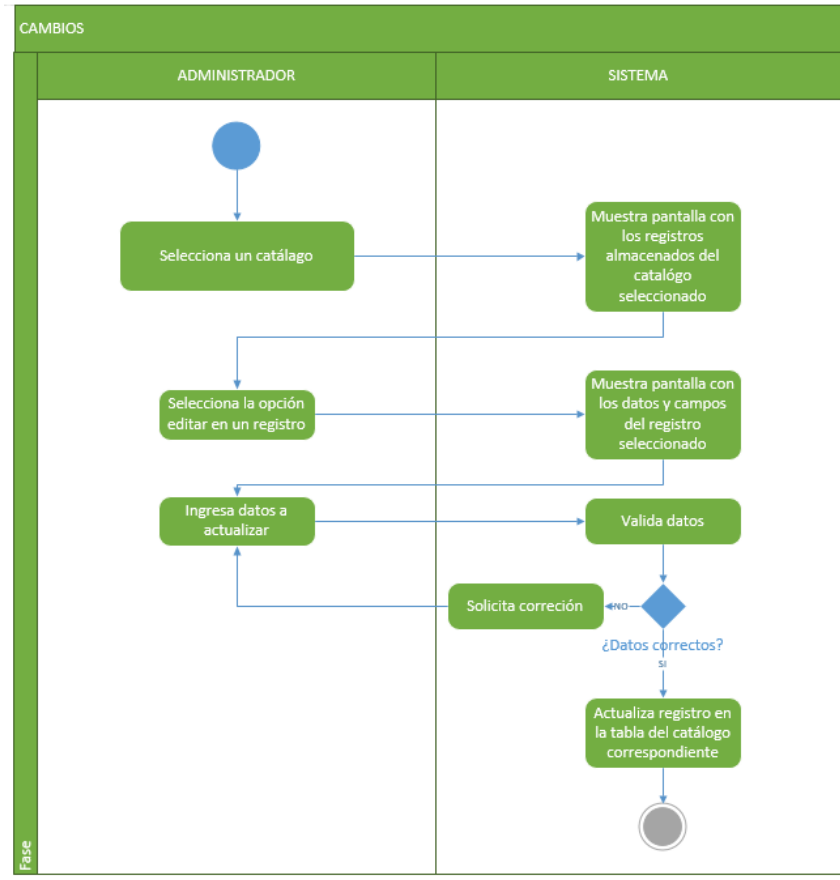 CAMBIOS
ADMINISTRADOR
SISTEMA
Selecciona un catálago
Muestra pantalla con
los registros
almacenados del
catalógo
seleccionado
Selecciona la opción
editar en un registro
Muestra pantalla con
los datos y campos
del registro
seleccionado
Ingresa datos a
actualizar
Valida datos
Solicita correción
NO
¿Datos correctos?
SI
Actualiza registro en
la tabla del catálogo
correspondiente
Fase